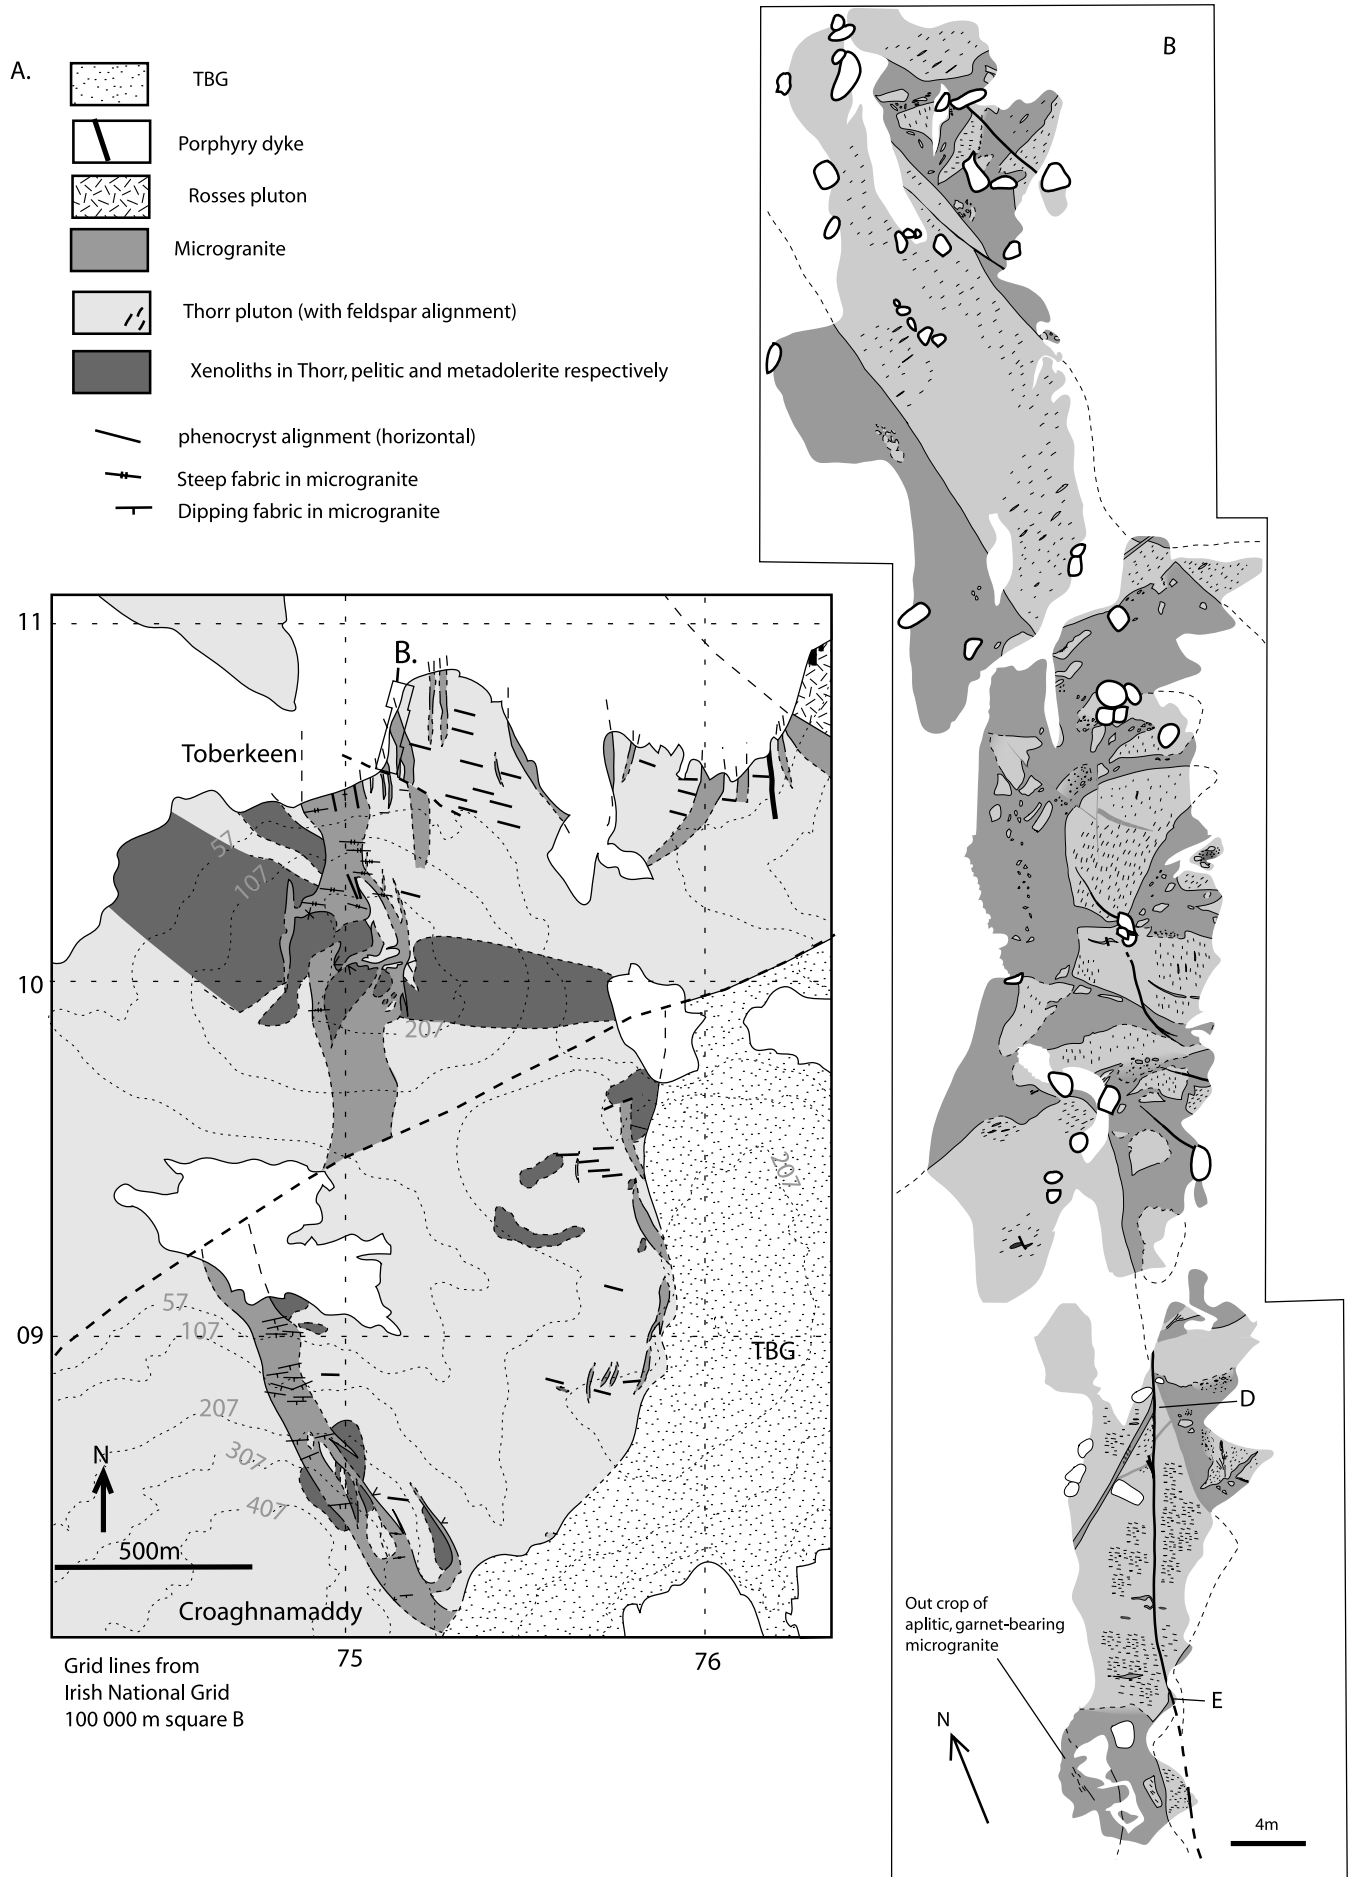 A.
TBG
Porphyry dyke
Rosses pluton
Microgranite
Thorr pluton (with feldspar alignment)
Xenoliths in Thorr, pelitic and metadolerite respectively
phenocryst alignment (horizontal)
Steep fabric in microgranite
Dipping fabric in microgranite
11
B.
Toberkeen
57
107
10
207
207
57
09
107
TBG
207
N
307
407
500m
Croaghnamaddy
75
76
Grid lines from
Irish National Grid
100 000 m square B
B
D
Out crop of
aplitic, garnet-bearing
microgranite
E
N
4m